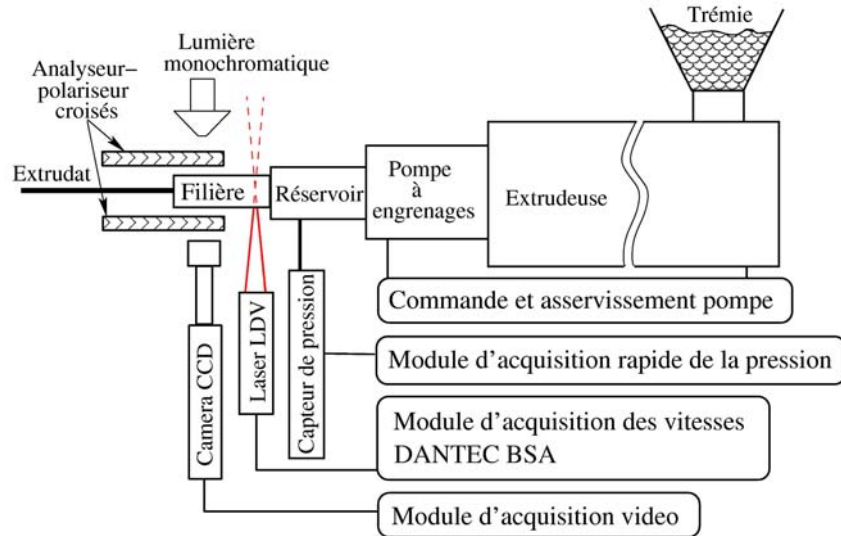 Trémie
Lumière
monochromatique
Analyseur–
polariseur
croisés
Extrudat
Filière
Réservoir
Pompe
à
engrenages
Extrudeuse
Commande et asservissement pompe
Capteur de pression
Module d'acquisition rapide de la pression
Laser LDV
Module d'acquisition des vitesses
DANTEC BSA
Camera CCD
Module d'acquisition video